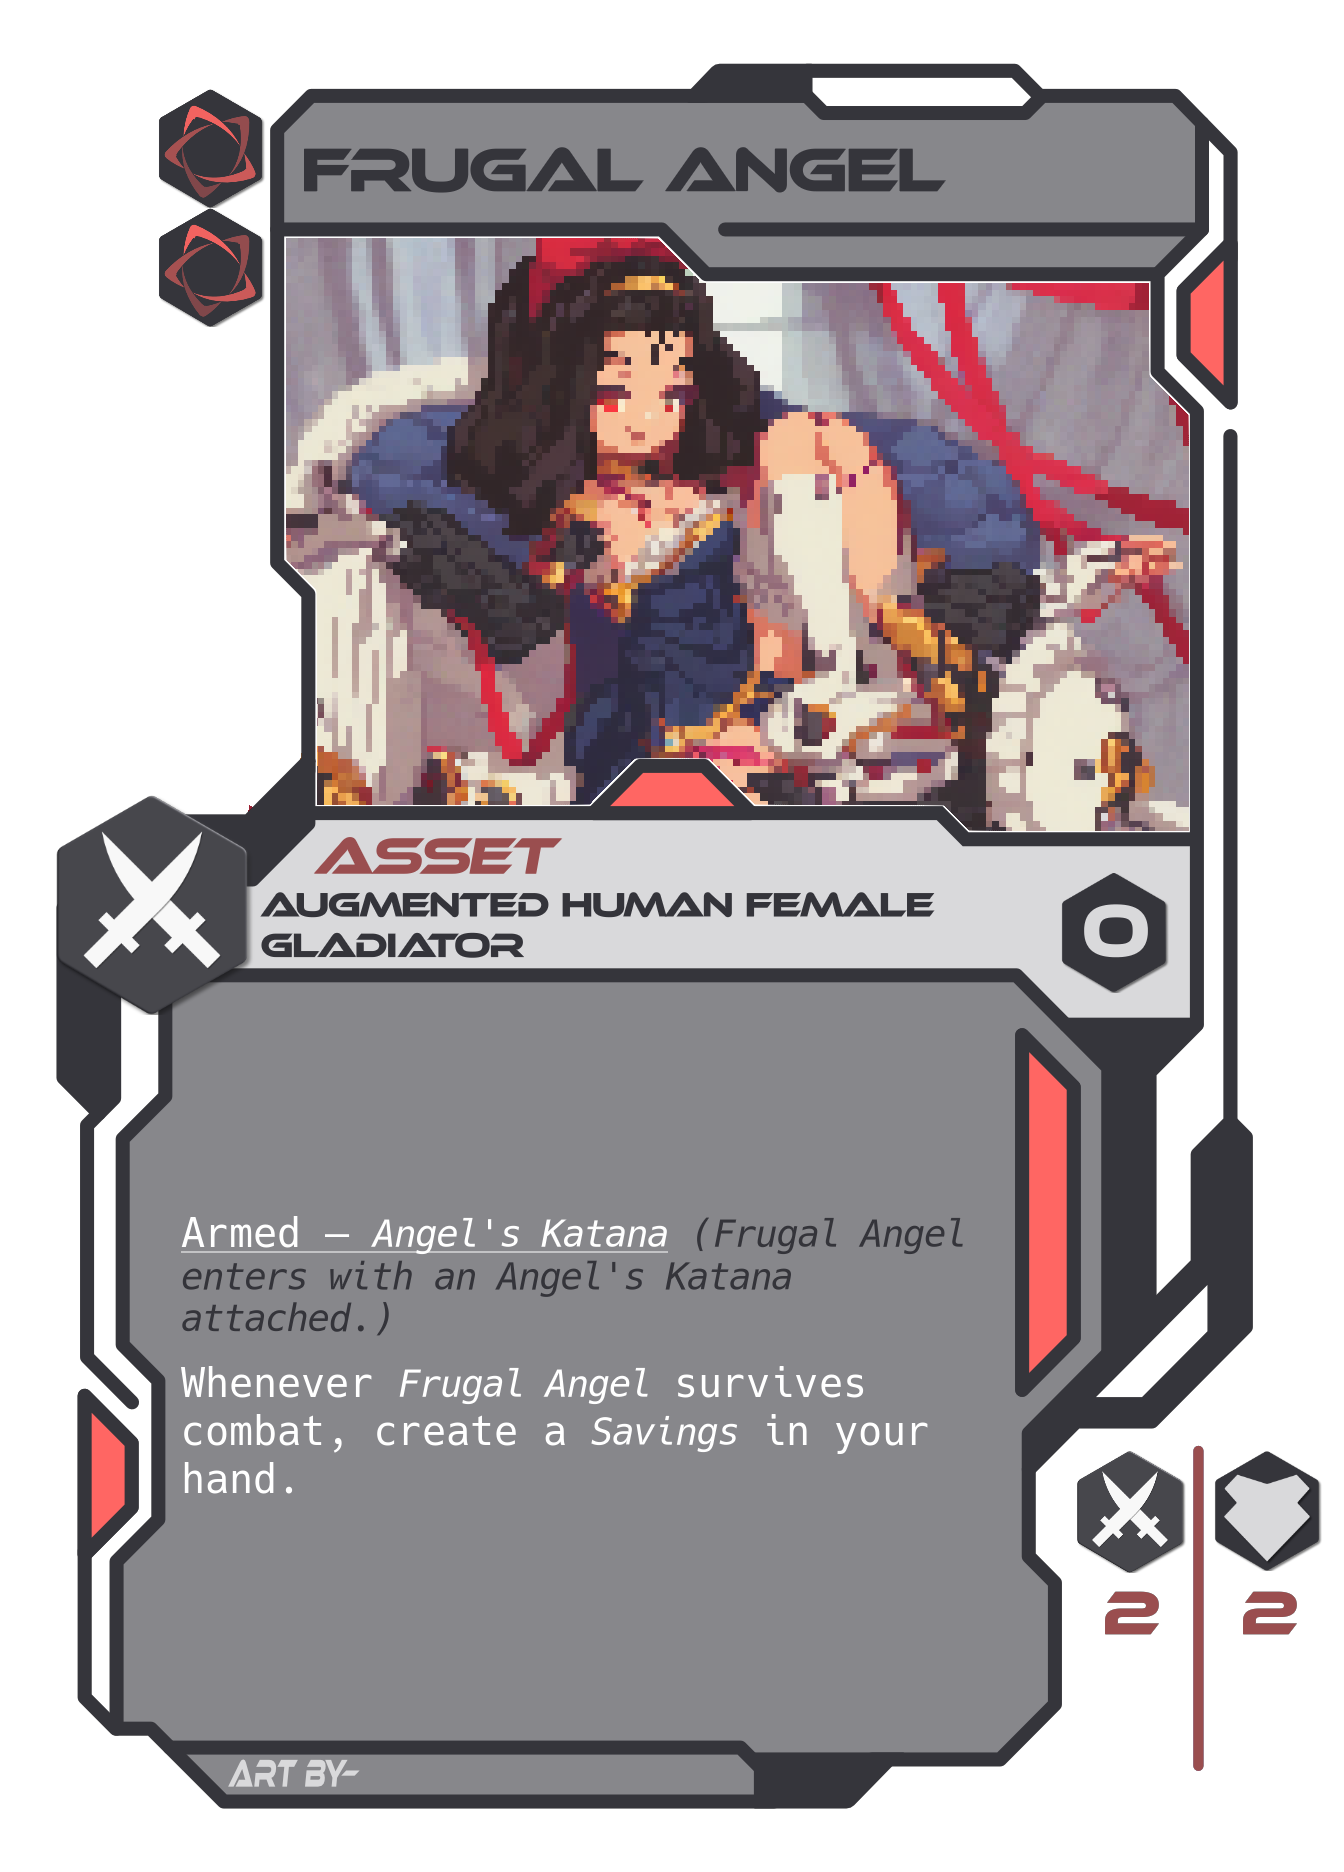 FRUGAL ANGEL
ASSET
AUGMENTED HUMAN FEMALE
GLADIATOR
0
Armed — Angel's Katana (Frugal Angel
enters with an Angel's Katana
attached.)
Whenever Frugal Angel survives
combat, create a Savings in your
hand.
2 2
ART BY-